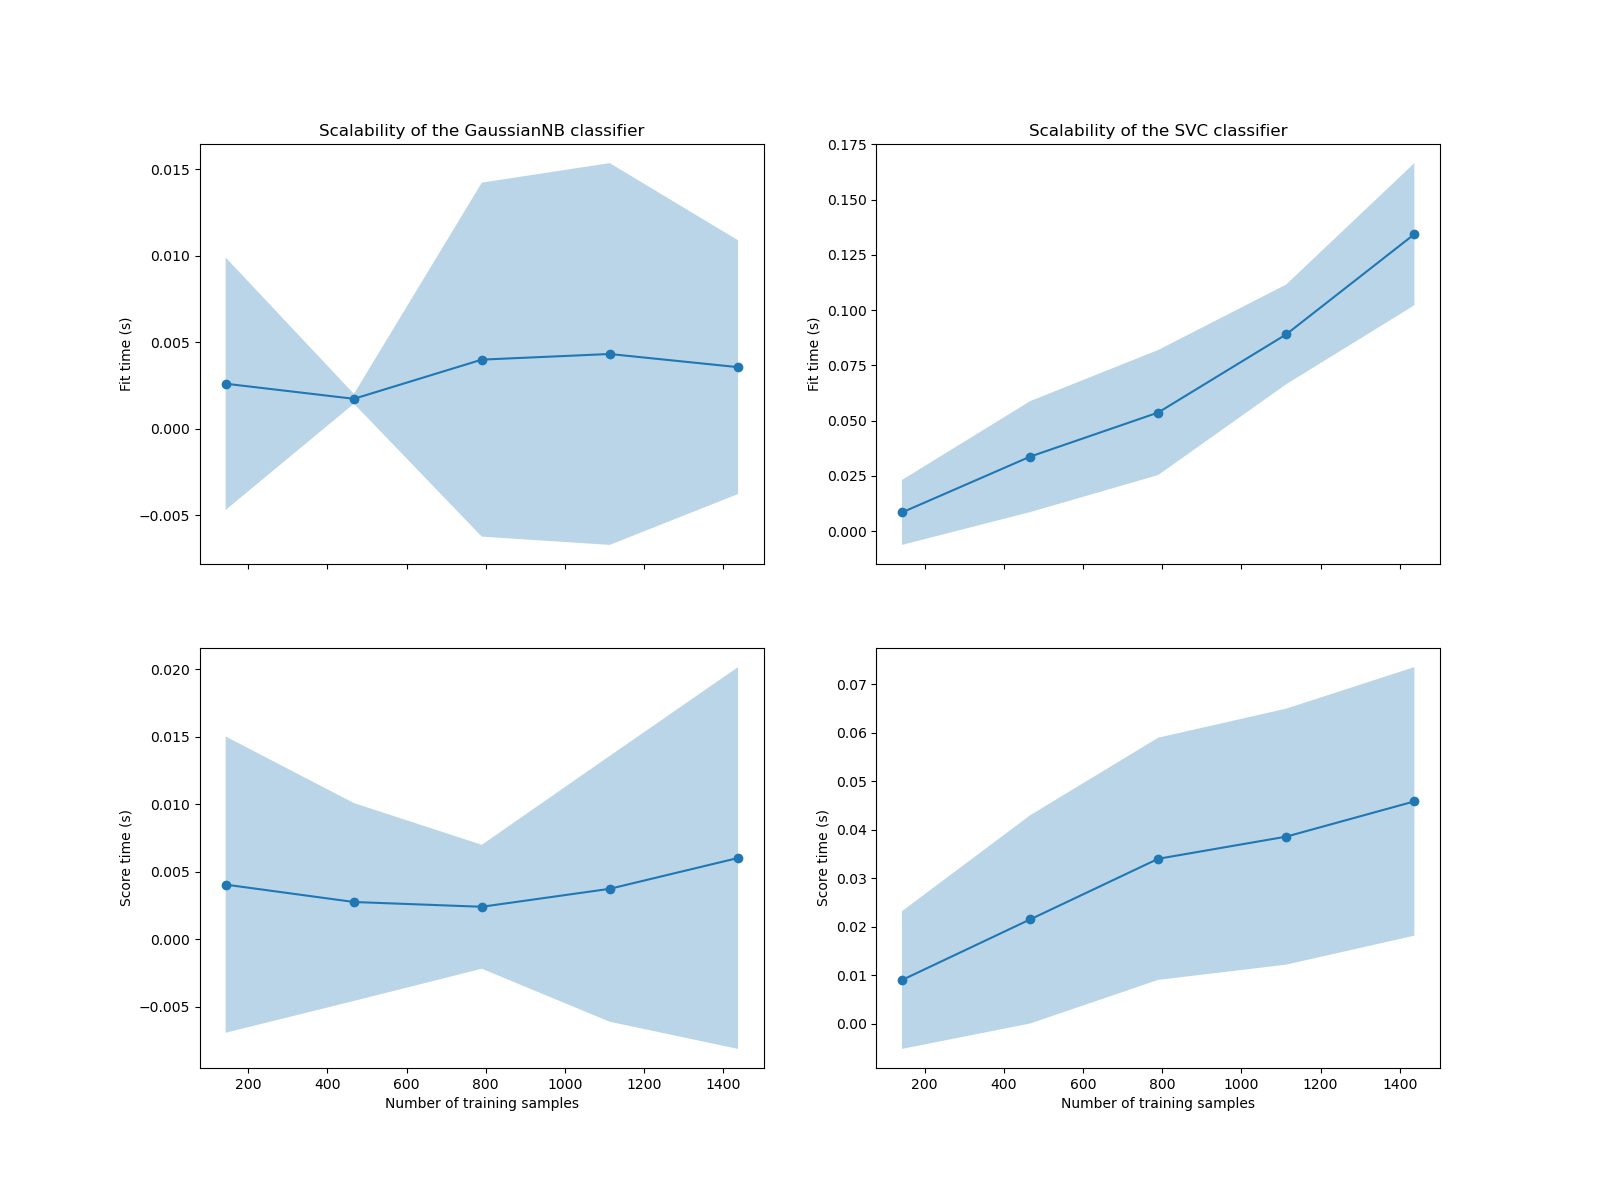 Scalability of the GaussianNB classifier
0.015
0.010
0.005
0.000
−0.005
Fit time (s)
Scalability of the SVC classifier
0.175
0.150
0.125
0.100
0.075
0.050
0.025
0.000
Fit time (s)
0.020
0.015
0.010
0.005
0.000
−0.005
Score time (s)
200 400 600 800 1000 1200 1400
Number of training samples
0.07
0.06
0.05
0.04
0.03
0.02
0.01
0.00
Score time (s)
200 400 600 800 1000 1200 1400
Number of training samples